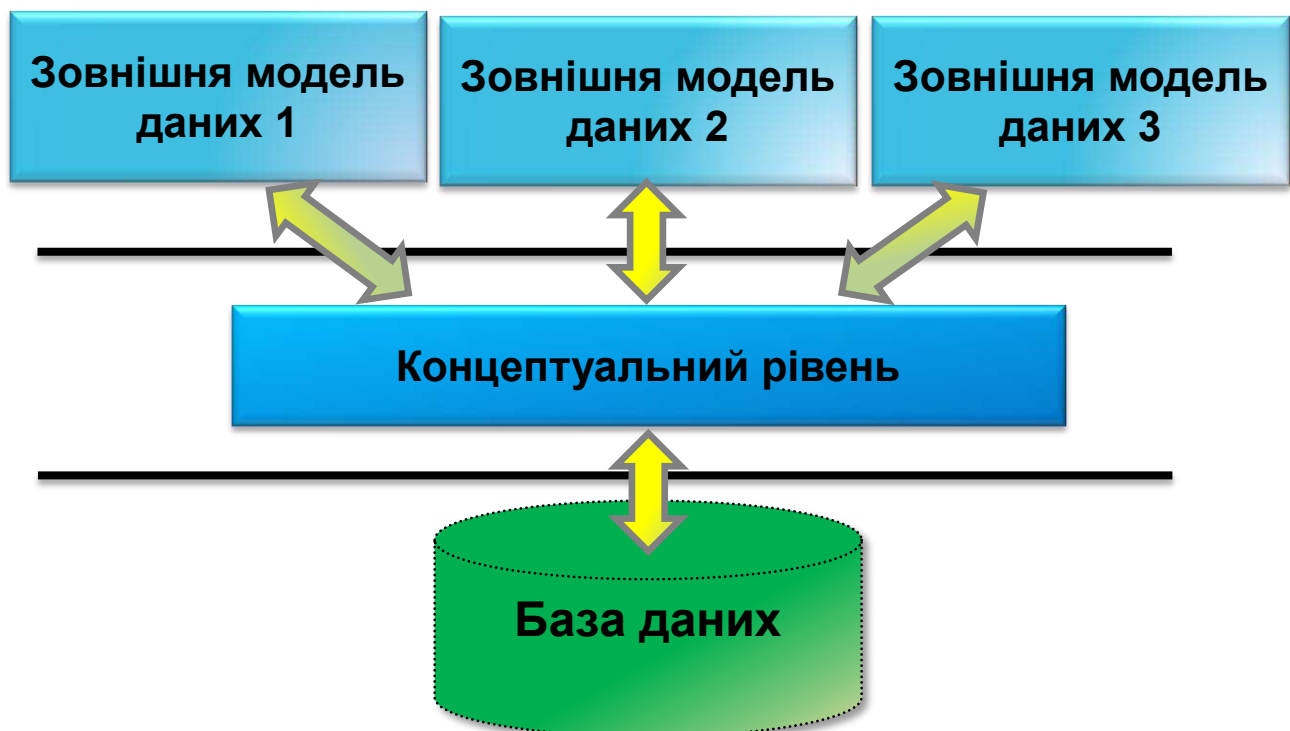 Зовнішня модель
даних 1
Зовнішня модель
даних 2
Зовнішня модель
даних 3
Концептуальний рівень
База даних